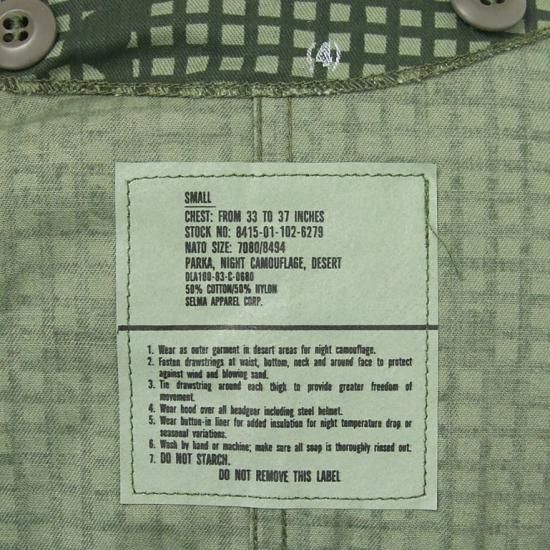 SMALL
CHEST: FROM 33 TO 37 INCHES
STOCK NO: 8415-01-102-6279
NATO SIZE: 7080/8494
PARKA, NIGHT CAMOUFLAGE, DESERT
DLA100-83-C-0680
50% COTTON/50% NYLON
SELMA APPAREL CORP.
1. Wear as outer garment in desert areas for night camouflage.
2. Fasten drawstrings at waist, bottom, neck and around face to protect
against wind and blowing sand.
3. Tie drawstring around each thigh to provide greater freedom of
movement.
4. Wear hood over all headgear including steel helmet.
5. Wear button-in liner for added insulation for night temperature drop or
seasonal variations.
6. Wash by hand or machine; make sure all soap is thoroughly rinsed out.
7. DO NOT STARCH.
DO NOT REMOVE THIS LABEL